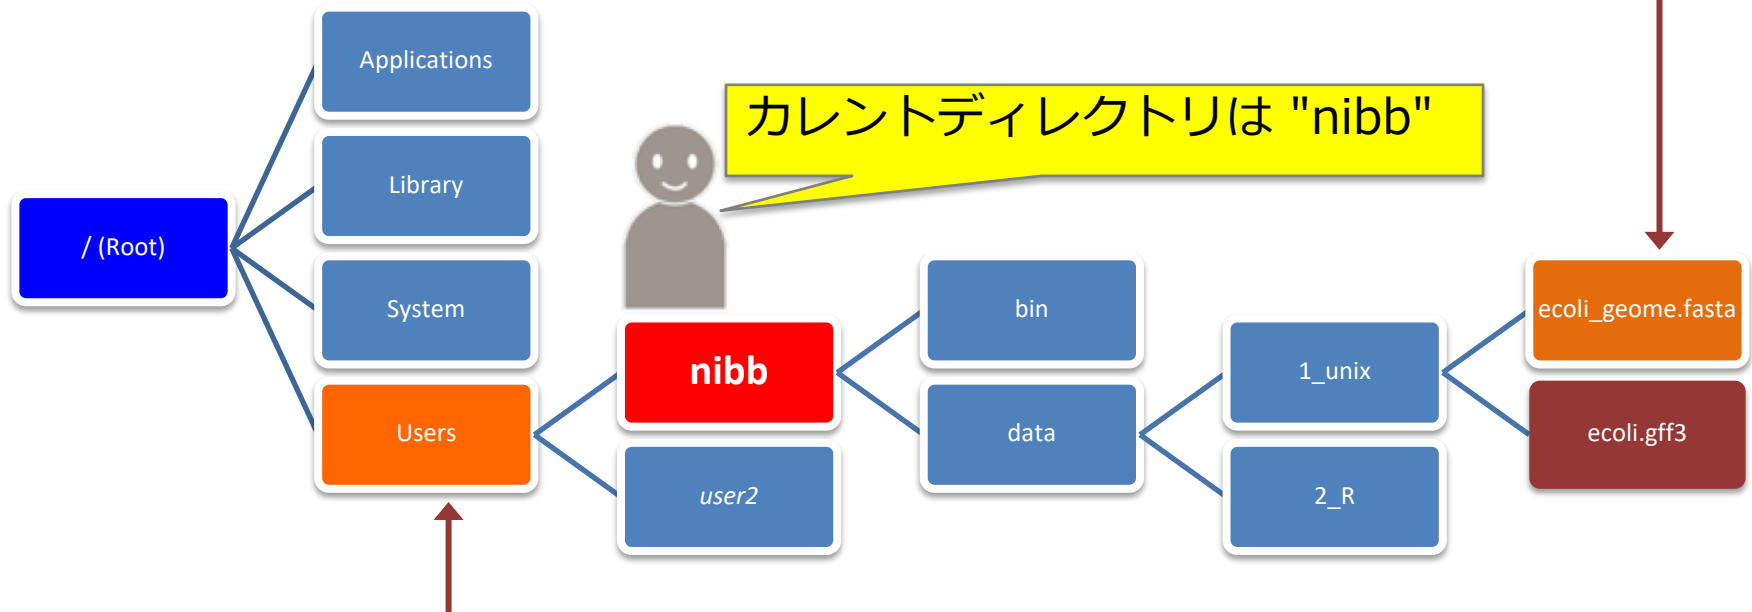 Applications
カレントディレクトリは "nibb"
Library
/ (Root)
System
bin
ecoli_geome.fasta
nibb
1_unix
Users
data
ecoli.gff3
user2
2_R